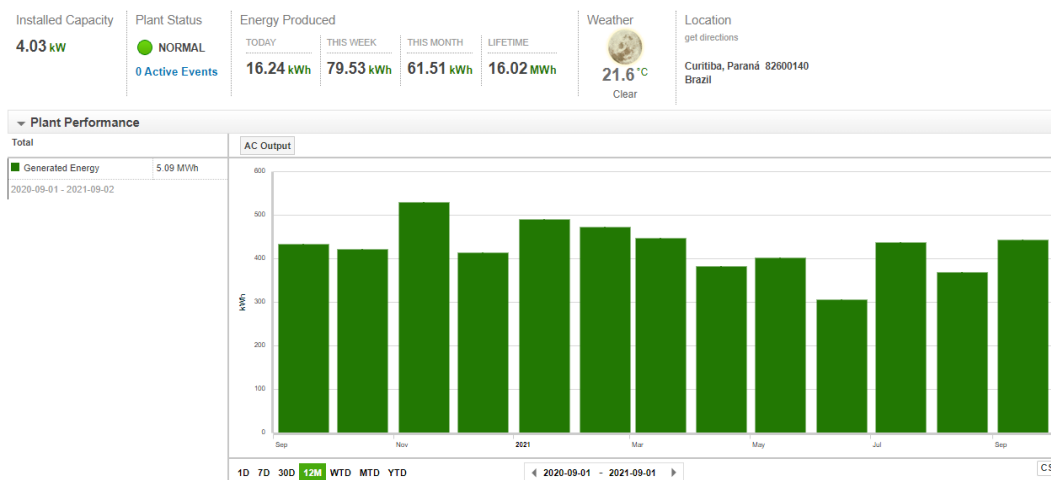 Installed Capacity
4.03 kW
Plant Status
NORMAL
0 Active Events
Energy Produced
TODAY
16.24 kWh
THIS WEEK
79.53 kWh
THIS MONTH
61.51 kWh
LIFETIME
16.02 MWh
Weather
21.6 °C
Clear
Location
get directions
Curitiba, Paraná 82600140
Brazil
Plant Performance
Total
Generated Energy 5.09 MWh
2020-09-01 - 2021-09-02
AC Output
600
500
400
300
200
100
0
kWh
Sep Nov 2021 Mar May Jul Sep
1D 7D 30D 12M WTD MTD YTD
2020-09-01 - 2021-09-01